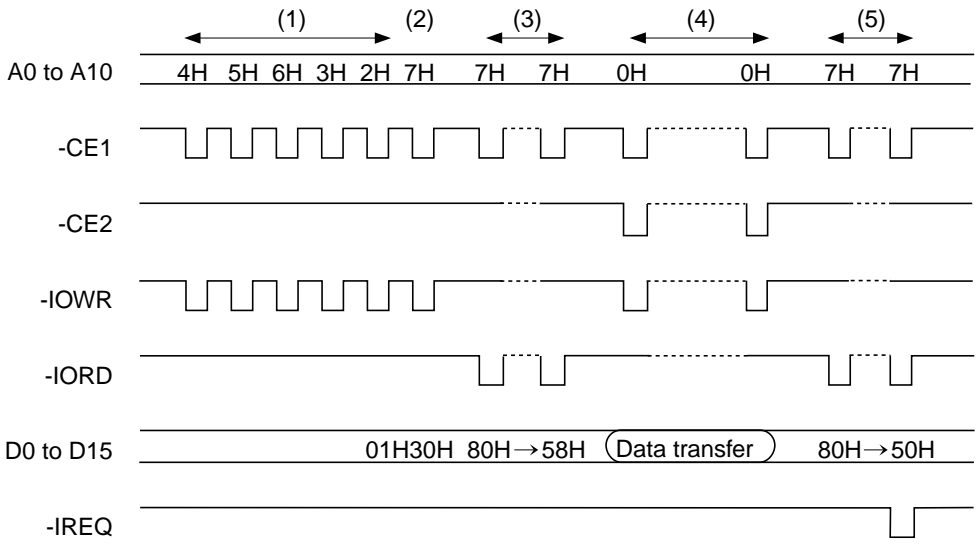 (1) (2) (3) (4) (5)
A0 to A10 4H 5H 6H 3H 2H 7H 7H 7H 0H 0H 7H 7H
-CE1
-CE2
-IOWR
-IORD
D0 to D15 01H30H 80H→58H Data transfer 80H→50H
-IREQ